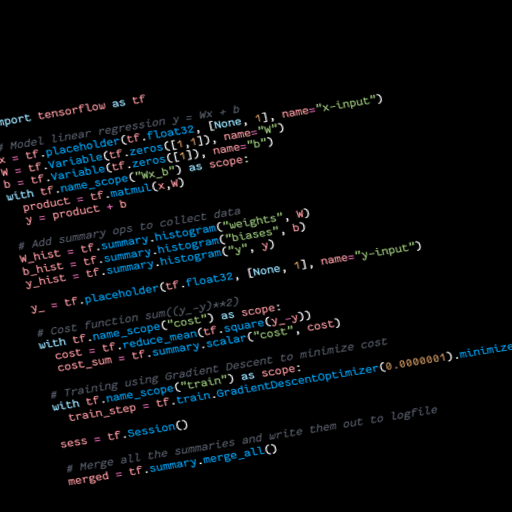 mport tensorflow as tf
# Model linear regression y = Wx + b
x = tf.placeholder(tf.float32, [None, 1], name="x-input")
W = tf.Variable(tf.zeros([1,1]), name="W")
b = tf.Variable(tf.zeros([1]), name="b")
with tf.name_scope("Wx_b") as scope:
product = tf.matmul(x,W)
y = product + b
# Add summary ops to collect data
W_hist = tf.summary.histogram("weights", W)
b_hist = tf.summary.histogram("biases", b)
y_hist = tf.summary.histogram("y", y)
y_ = tf.placeholder(tf.float32, [None, 1], name="y-input")
# Cost function sum((y_-y)**2)
with tf.name_scope("cost") as scope:
cost = tf.reduce_mean(tf.square(y_-y))
cost_sum = tf.summary.scalar("cost", cost)
# Training using Gradient Descent to minimize cost
with tf.name_scope("train") as scope:
train_step = tf.train.GradientDescentOptimizer(0.0000001).minimize
sess = tf.Session()
# Merge all the summaries and write them out to logfile
merged = tf.summary.merge_all()